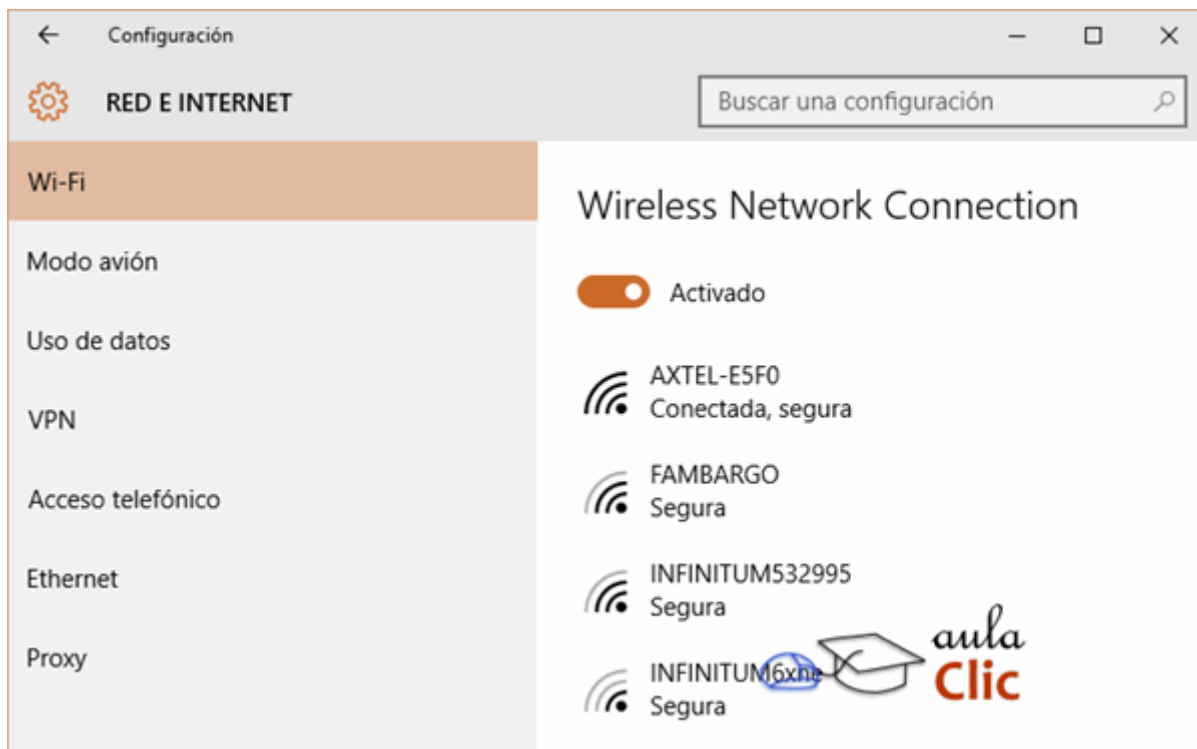 Configuración
RED E INTERNET
Buscar una configuración
Wi-Fi
Modo avión
Uso de datos
VPN
Acceso telefónico
Ethernet
Proxy
Wireless Network Connection
Activado
AXTEL-E5F0
Conectada, segura
FAMBARGO
Segura
INFINITUM532995
Segura
INFINITUM6xne
Segura
aula
Clic